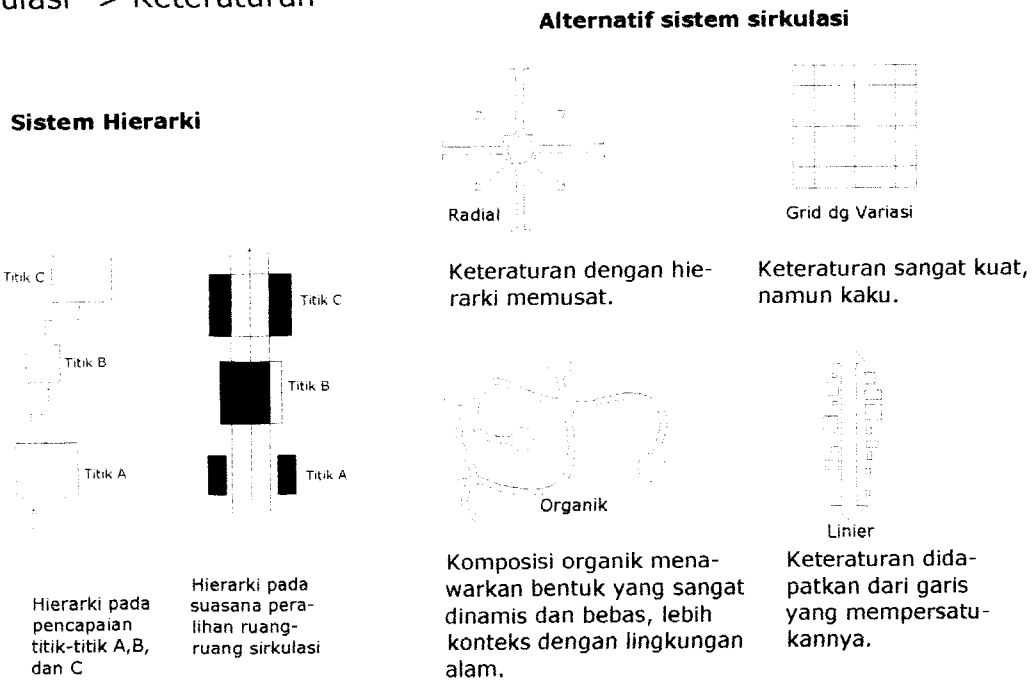 ulasi -> Keteraturan
Alternatif sistem sirkulasi
Sistem Hierarki
Radial
Grid dg Variasi
Keteraturan dengan hie-
rarki memusat.
Keteraturan sangat kuat,
namun kaku.
Titik C
Titik B
Titik A
Titik C
Titik B
Titik A
Organik
Linier
Hierarki pada
pencapaian
titik-titik A,B,
dan C
Hierarki pada
suasana pera-
lihan ruang-
ruang sirkulasi
Komposisi organik mena-
warkan bentuk yang sangat
dinamis dan bebas, lebih
konteks dengan lingkungan
alam.
Keteraturan dida-
patkan dari garis
yang mempersatu-
kannya.